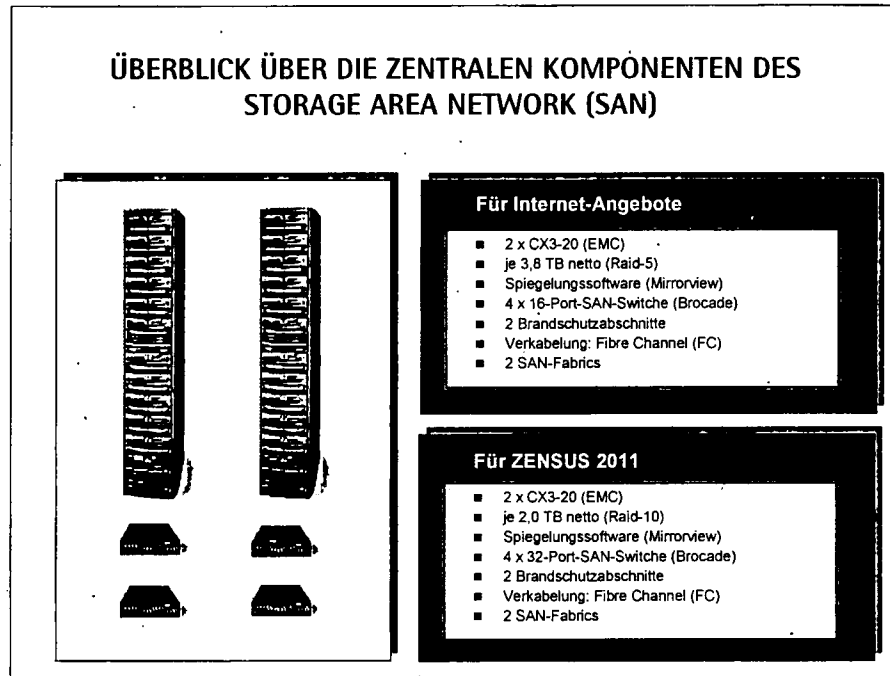 ÜBERBLICK ÜBER DIE ZENTRALEN KOMPONENTEN DES
STORAGE AREA NETWORK (SAN)
Für Internet-Angebote
■ 2 x CX3-20 (EMC)
■ je 3,8 TB netto (Raid-5)
■ Spiegelungssoftware (Mirrorview)
■ 4 x 16-Port-SAN-Switche (Brocade)
■ 2 Brandschutzabschnitte
■ Verkabelung: Fibre Channel (FC)
■ 2 SAN-Fabrics
Für ZENSUS 2011
■ 2 x CX3-20 (EMC)
■ je 2,0 TB netto (Raid-10)
■ Spiegelungssoftware (Mirrorview)
■ 4 x 32-Port-SAN-Switche (Brocade)
■ 2 Brandschutzabschnitte
■ Verkabelung: Fibre Channel (FC)
■ 2 SAN-Fabrics